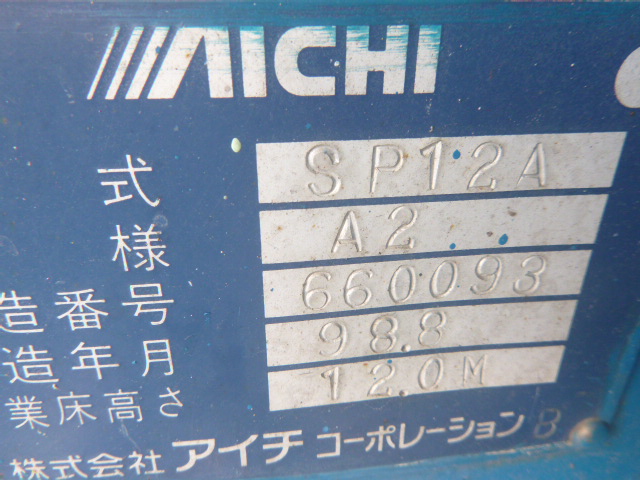 AICHI
式 SP12A
様 A2
造番号 660093
造年月 98.8
業床高さ 12.0M
株式会社 アイチ コーポレーション B